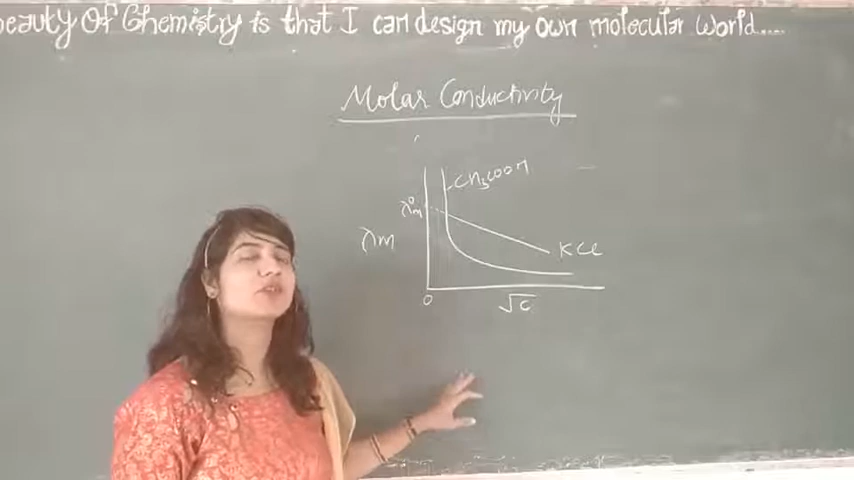 beauty Of Chemistry is that I can design my own molecular world....
Molar Conductivity
CH3COOH
λ°m
λm
KCl
0
√c